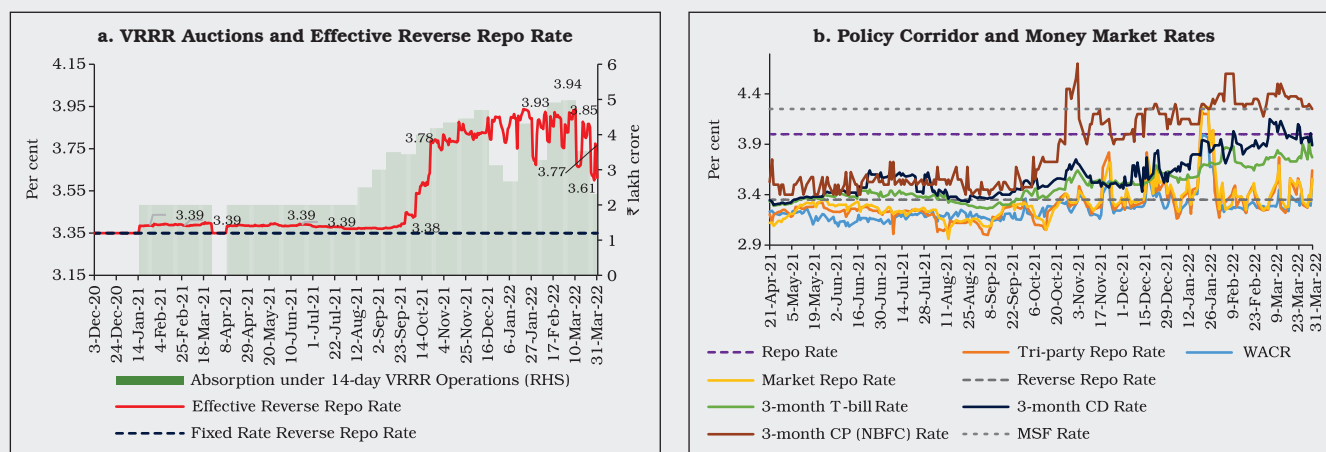 a. VRRR Auctions and Effective Reverse Repo Rate
4.15
3.95
3.75
3.55
3.35
3.15
Per cent
6
5
4
3
2
1
0
₹ lakh crore
3.39
3.39
3.39
3.39
3.38
3.78
3.93
3.94
3.85
3.77
3.61
3-Dec-20
24-Dec-20
14-Jan-21
4-Feb-21
25-Feb-21
18-Mar-21
8-Apr-21
29-Apr-21
20-May-21
10-Jun-21
1-Jul-21
22-Jul-21
12-Aug-21
2-Sep-21
23-Sep-21
14-Oct-21
4-Nov-21
25-Nov-21
16-Dec-21
6-Jan-22
27-Jan-22
17-Feb-22
10-Mar-22
31-Mar-22
Absorption under 14-day VRRR Operations (RHS)
Effective Reverse Repo Rate
Fixed Rate Reverse Repo Rate
b. Policy Corridor and Money Market Rates
Per cent
4.4
3.9
3.4
2.9
21-Apr-21
5-May-21
19-May-21
2-Jun-21
16-Jun-21
30-Jun-21
14-Jul-21
28-Jul-21
11-Aug-21
25-Aug-21
8-Sep-21
22-Sep-21
6-Oct-21
20-Oct-21
3-Nov-21
17-Nov-21
1-Dec-21
15-Dec-21
29-Dec-21
12-Jan-22
26-Jan-22
9-Feb-22
23-Feb-22
9-Mar-22
23-Mar-22
31-Mar-22
Repo Rate
Tri-party Repo Rate
WACR
Market Repo Rate
Reverse Repo Rate
3-month T-bill Rate
3-month CD Rate
3-month CP (NBFC) Rate
MSF Rate